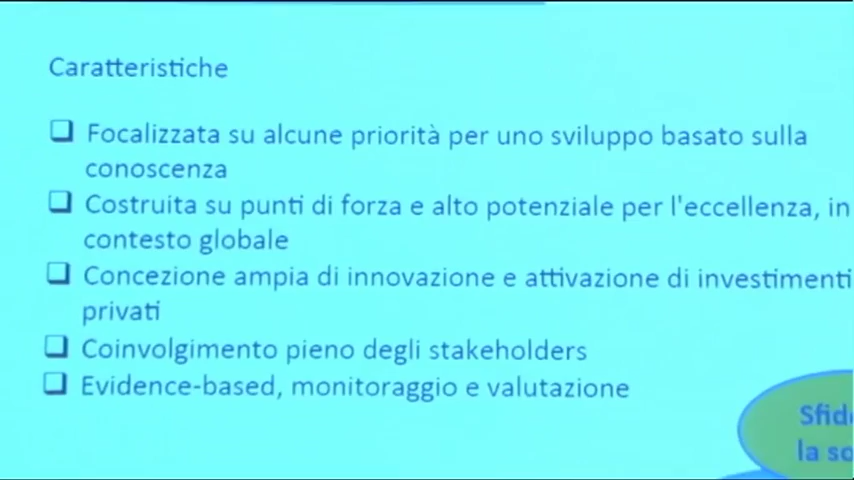 Caratteristiche
Focalizzata su alcune priorità per uno sviluppo basato sulla
conoscenza
Costruita su punti di forza e alto potenziale per l'eccellenza, in
contesto globale
Concezione ampia di innovazione e attivazione di investimenti
privati
Coinvolgimento pieno degli stakeholders
Evidence-based, monitoraggio e valutazione
la